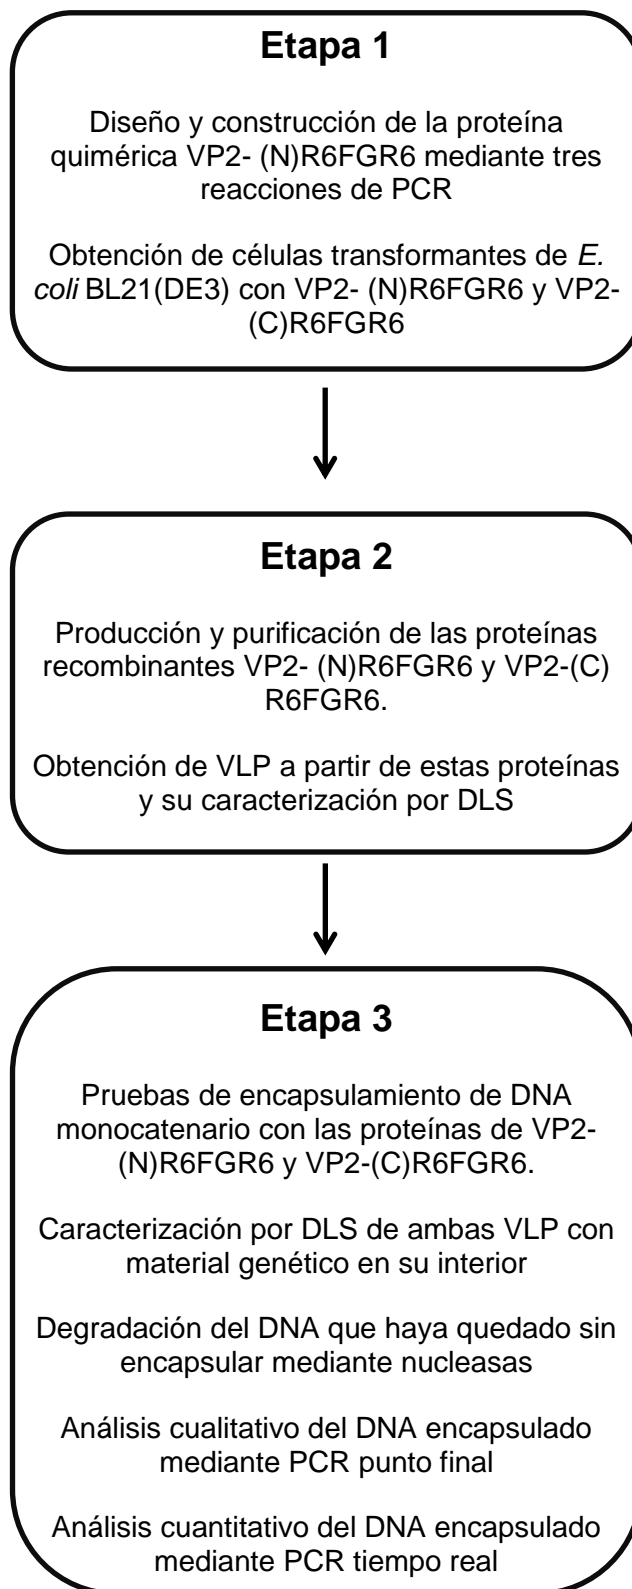 Etapa 1
Diseño y construcción de la proteína
quimérica VP2- (N)R6FGR6 mediante tres
reacciones de PCR
Obtención de células transformantes de E.
coli BL21(DE3) con VP2- (N)R6FGR6 y VP2-
(C)R6FGR6
Etapa 2
Producción y purificación de las proteínas
recombinantes VP2- (N)R6FGR6 y VP2-(C)
R6FGR6.
Obtención de VLP a partir de estas proteínas
y su caracterización por DLS
Etapa 3
Pruebas de encapsulamiento de DNA
monocatenario con las proteínas de VP2-
(N)R6FGR6 y VP2-(C)R6FGR6.
Caracterización por DLS de ambas VLP con
material genético en su interior
Degradación del DNA que haya quedado sin
encapsular mediante nucleasas
Análisis cualitativo del DNA encapsulado
mediante PCR punto final
Análisis cuantitativo del DNA encapsulado
mediante PCR tiempo real